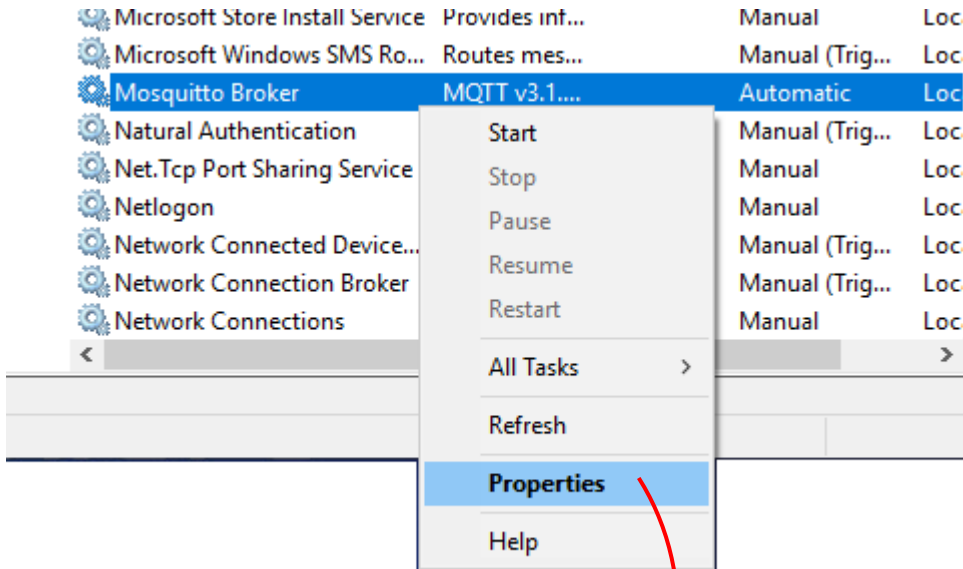 Microsoft Store Install Service Provides inf... Manual Loc
Microsoft Windows SMS Ro... Routes mes... Manual (Trig... Loc
Mosquitto Broker MQTT v3.1.... Automatic Loc
Natural Authentication Manual (Trig... Loc
Net.Tcp Port Sharing Service Manual Loc
Netlogon Manual Loc
Network Connected Device... Manual (Trig... Loc
Network Connection Broker Manual (Trig... Loc
Network Connections Manual Loc
Start
Stop
Pause
Resume
Restart
All Tasks
Refresh
Properties
Help